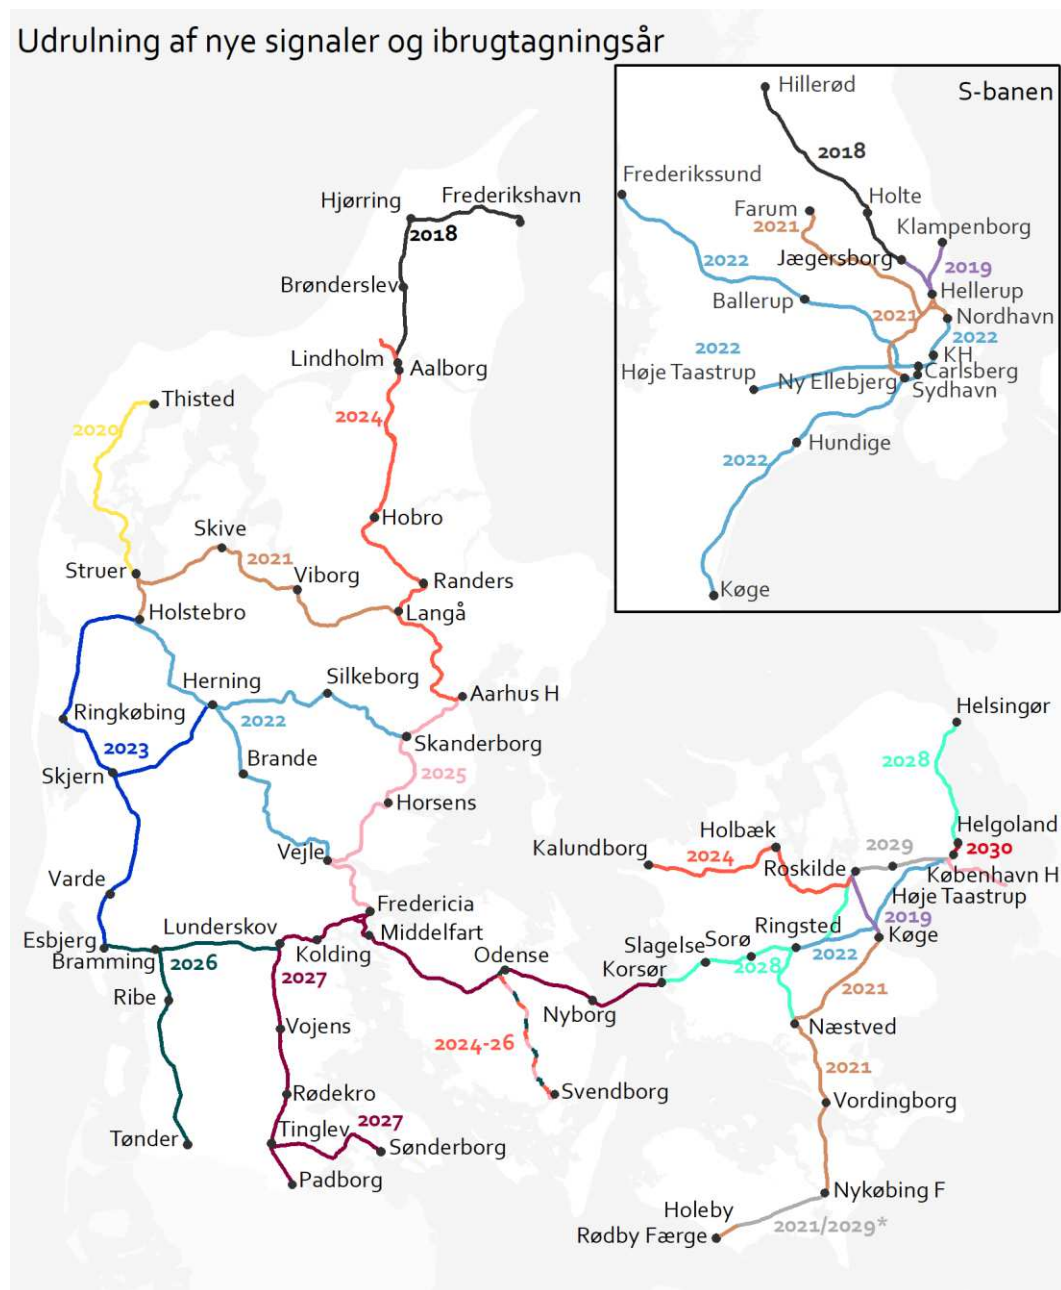 Udrulning af nye signaler og ibrugtagningsår
S-banen
Hillerød
2018
Frederikssund
Holte
Farum
2021
Klampenborg
Jægersborg
2022
2019
Hellerup
Ballerup
2021
Nordhavn
2022
2022
KH
Høje Taastrup
Carlsberg
Ny Ellebjerg
Sydhavn
Hundige
2022
Køge
Hjørring
Frederikshavn
2018
Brønderslev
Lindholm
Aalborg
Thisted
2024
2020
Hobro
Skive
2021
Struer
Viborg
Randers
Holstebro
Langå
Herning
Silkeborg
Aarhus H
Ringkøbing
2022
Skanderborg
2023
Brande
Skjern
2025
Horsens
Vejle
Varde
Fredericia
Esbjerg
Lunderskov
Middelfart
Bramming
2026
Kolding
2027
Odense
Ribe
Nyborg
Vojens
2024-26
Svendborg
Rødekro
Tønder
Tinglev
2027
Sønderborg
Padborg
Helsingør
2028
Helgoland
2030
Holbæk
2029
Kalundborg
2024
Roskilde
København H
Høje Taastrup
2019
Ringsted
Køge
Slagelse
Sorø
2022
Korsør
2028
2021
Næstved
2021
Vordingborg
Nykøbing F
Holeby
2021/2029*
Rødby Færge